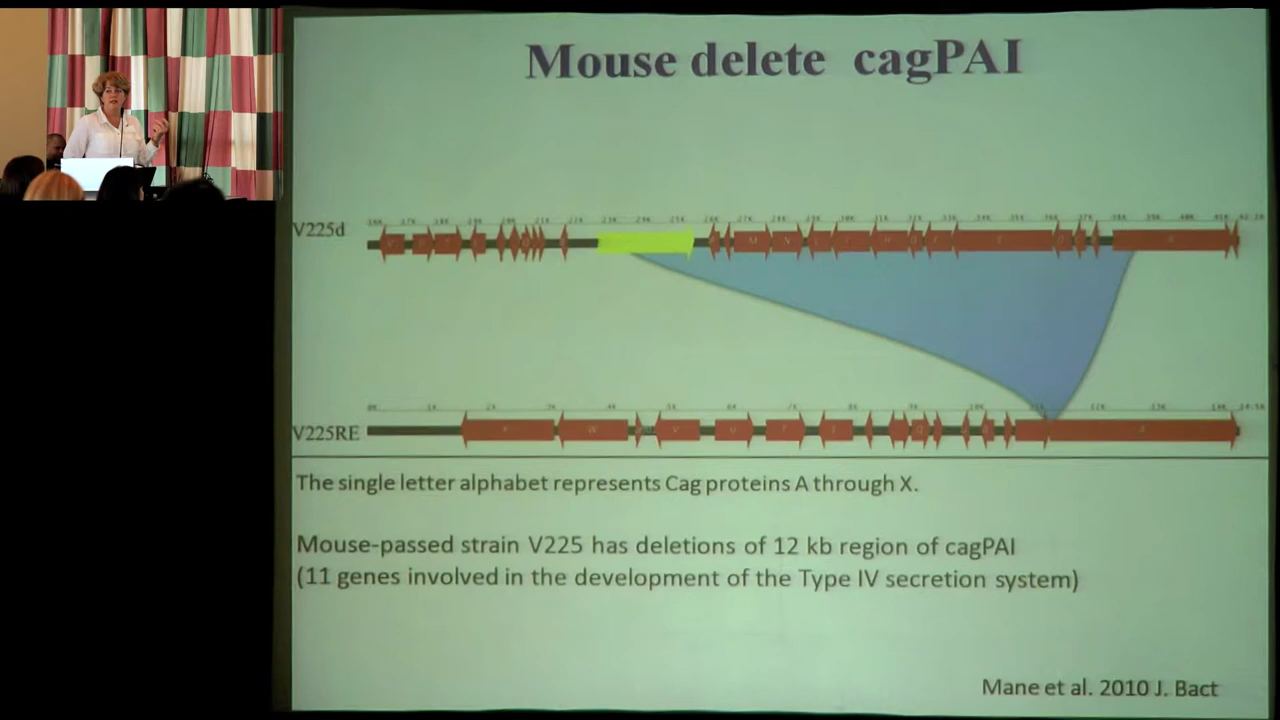 Mouse delete cagPAI
V225d
V225RE
The single letter alphabet represents Cag proteins A through X.
Mouse-passed strain V225 has deletions of 12 kb region of cagPAI
(11 genes involved in the development of the Type IV secretion system)
Mane et al. 2010 J. Bact